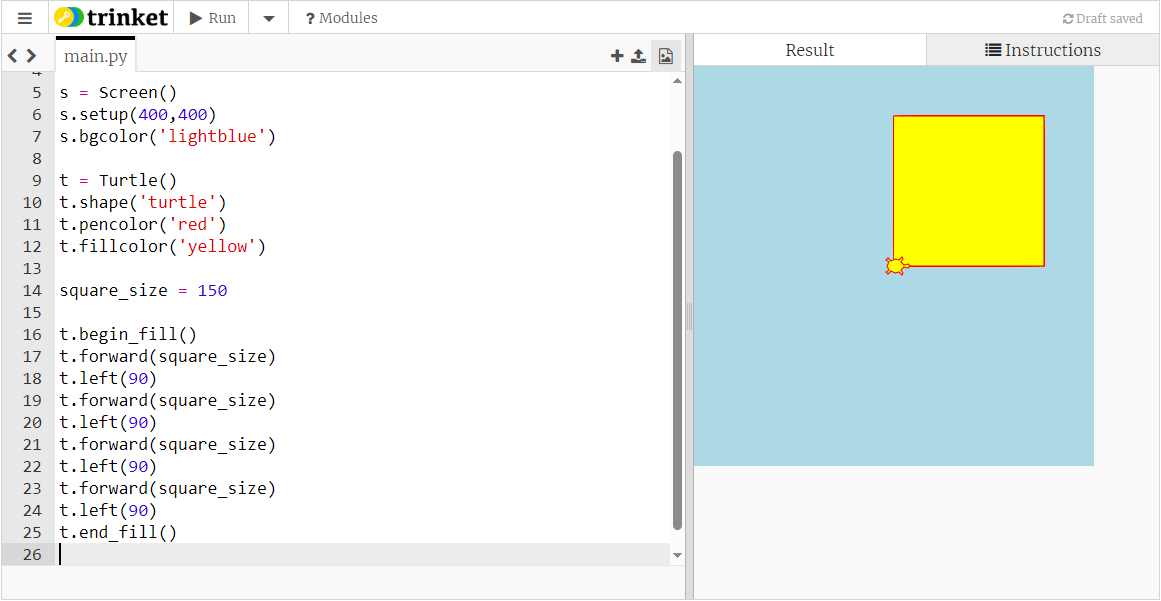 trinket Run ? Modules Draft saved
main.py Result Instructions
4
5 s = Screen()
6 s.setup(400,400)
7 s.bgcolor('lightblue')
8
9 t = Turtle()
10 t.shape('turtle')
11 t.pencolor('red')
12 t.fillcolor('yellow')
13
14 square_size = 150
15
16 t.begin_fill()
17 t.forward(square_size)
18 t.left(90)
19 t.forward(square_size)
20 t.left(90)
21 t.forward(square_size)
22 t.left(90)
23 t.forward(square_size)
24 t.left(90)
25 t.end_fill()
26